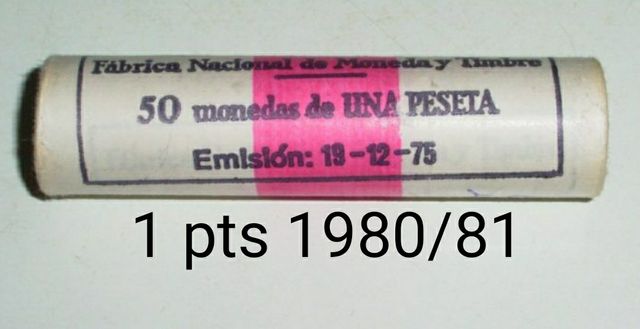 Fábrica Nacional de Moneda y Timbre
50 monedas de UNA PESETA
Emisión: 19-12-75
1 pts 1980/81